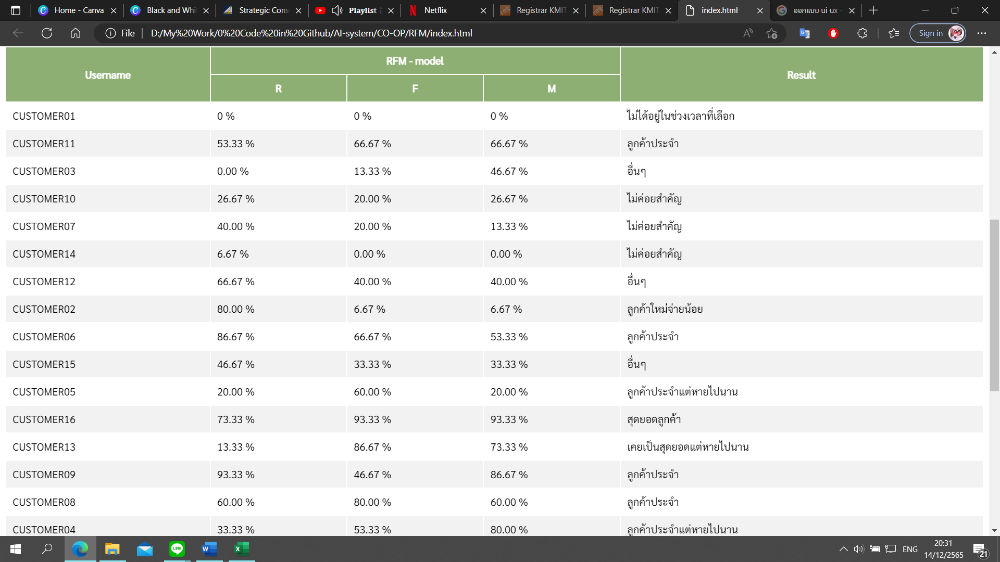 Home - Canva
Black and Whi
Strategic Cons
Playlist
Netflix
Registrar KMIT
Registrar KMIT
index.html
ออกแบบ ui ux -
File
D:/My%20Work/0%20Code%20in%20Github/AI-system/CO-OP/RFM/index.html
Sign in
Username RFM - model Result
R F M
CUSTOMER01 0 % 0 % 0 % ไม่ได้อยู่ในช่วงเวลาที่เลือก
CUSTOMER11 53.33 % 66.67 % 66.67 % ลูกค้าประจำ
CUSTOMER03 0.00 % 13.33 % 46.67 % อื่นๆ
CUSTOMER10 26.67 % 20.00 % 26.67 % ไม่ค่อยสำคัญ
CUSTOMER07 40.00 % 20.00 % 13.33 % ไม่ค่อยสำคัญ
CUSTOMER14 6.67 % 0.00 % 0.00 % ไม่ค่อยสำคัญ
CUSTOMER12 66.67 % 40.00 % 40.00 % อื่นๆ
CUSTOMER02 80.00 % 6.67 % 6.67 % ลูกค้าใหม่จ่ายน้อย
CUSTOMER06 86.67 % 66.67 % 53.33 % ลูกค้าประจำ
CUSTOMER15 46.67 % 33.33 % 33.33 % อื่นๆ
CUSTOMER05 20.00 % 60.00 % 20.00 % ลูกค้าประจำแต่หายไปนาน
CUSTOMER16 73.33 % 93.33 % 93.33 % สุดยอดลูกค้า
CUSTOMER13 13.33 % 86.67 % 73.33 % เคยเป็นสุดยอดแต่หายไปนาน
CUSTOMER09 93.33 % 46.67 % 86.67 % ลูกค้าประจำ
CUSTOMER08 60.00 % 80.00 % 60.00 % ลูกค้าประจำ
CUSTOMER04 33.33 % 53.33 % 80.00 % ลูกค้าประจำแต่หายไปนาน
LINE
ENG
20:31
14/12/2565
21